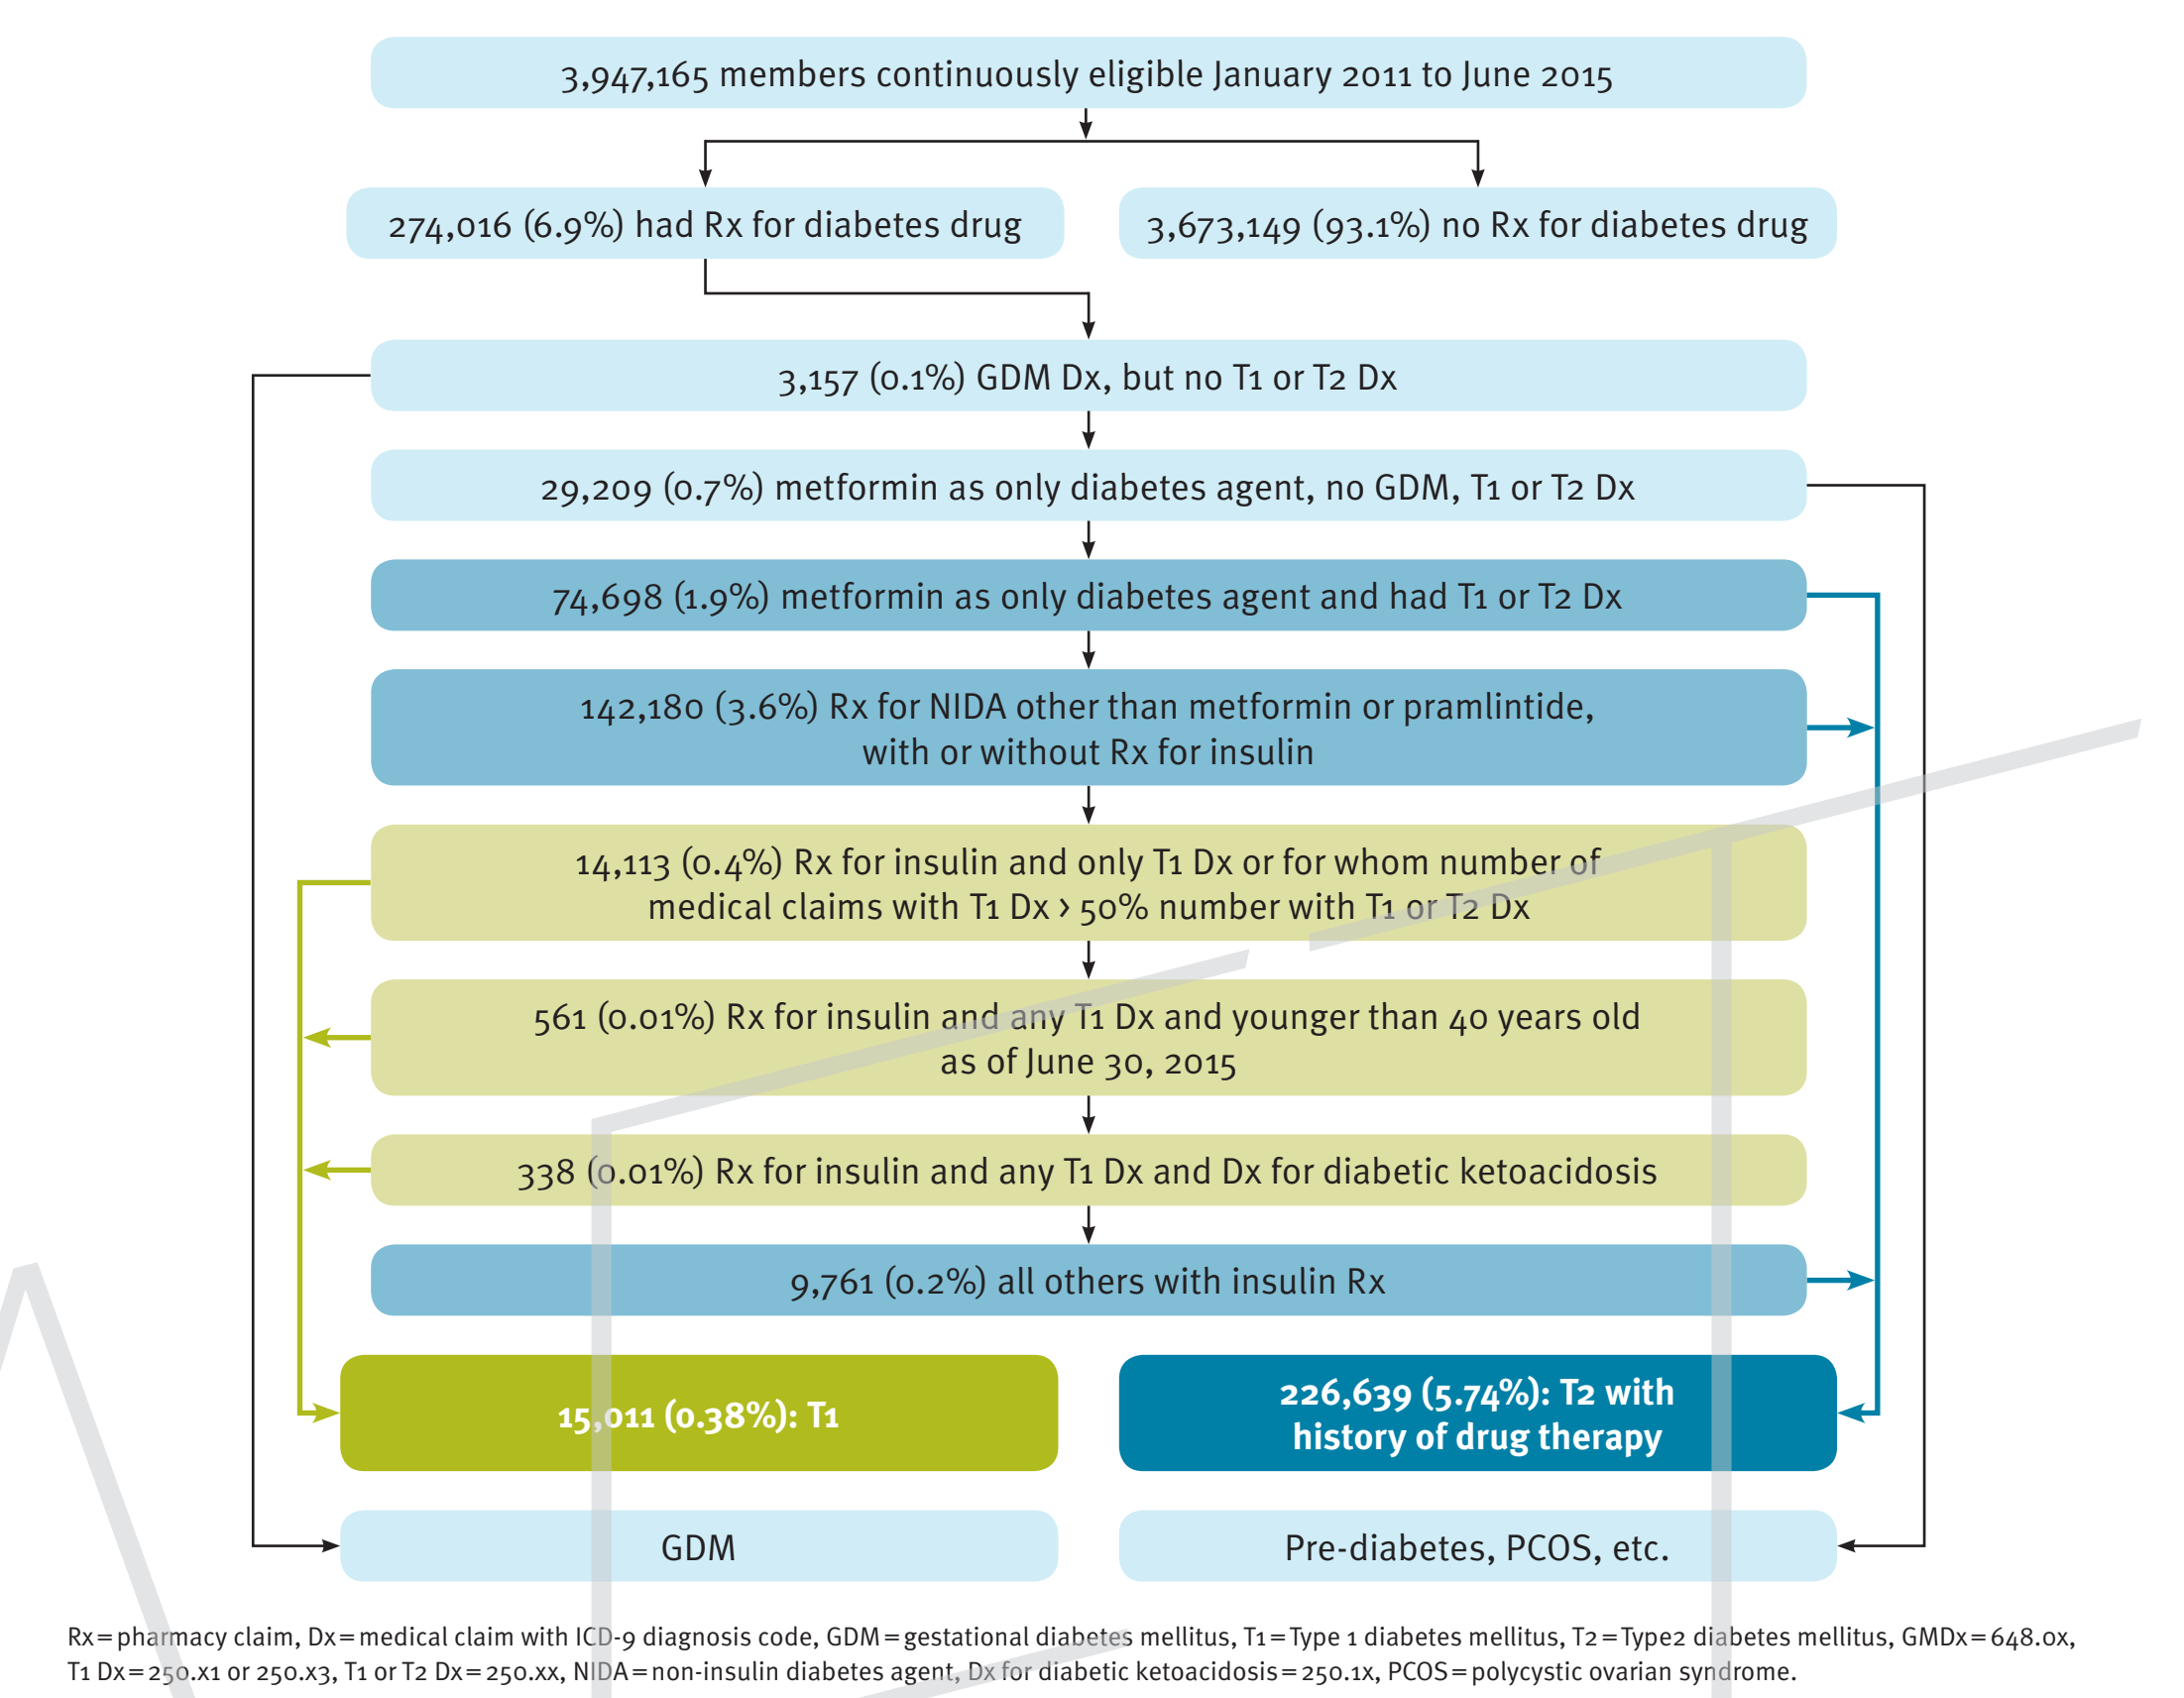 3,947,165 members continuously eligible January 2011 to June 2015
274,016 (6.9%) had Rx for diabetes drug
3,673,149 (93.1%) no Rx for diabetes drug
3,157 (0.1%) GDM Dx, but no T1 or T2 Dx
29,209 (0.7%) metformin as only diabetes agent, no GDM, T1 or T2 Dx
74,698 (1.9%) metformin as only diabetes agent and had T1 or T2 Dx
142,180 (3.6%) Rx for NIDA other than metformin or pramlintide,
with or without Rx for insulin
14,113 (0.4%) Rx for insulin and only T1 Dx or for whom number of
medical claims with T1 Dx > 50% number with T1 or T2 Dx
561 (0.01%) Rx for insulin and any T1 Dx and younger than 40 years old
as of June 30, 2015
338 (0.01%) Rx for insulin and any T1 Dx and Dx for diabetic ketoacidosis
9,761 (0.2%) all others with insulin Rx
15,011 (0.38%): T1
226,639 (5.74%): T2 with
history of drug therapy
GDM
Pre-diabetes, PCOS, etc.
Rx=pharmacy claim, Dx=medical claim with ICD-9 diagnosis code, GDM=gestational diabetes mellitus, T1=Type 1 diabetes mellitus, T2=Type2 diabetes mellitus, GMDx=648.0x,
T1 Dx=250.x1 or 250.x3, T1 or T2 Dx=250.xx, NIDA=non-insulin diabetes agent, Dx for diabetic ketoacidosis=250.1x, PCOS=polycystic ovarian syndrome.